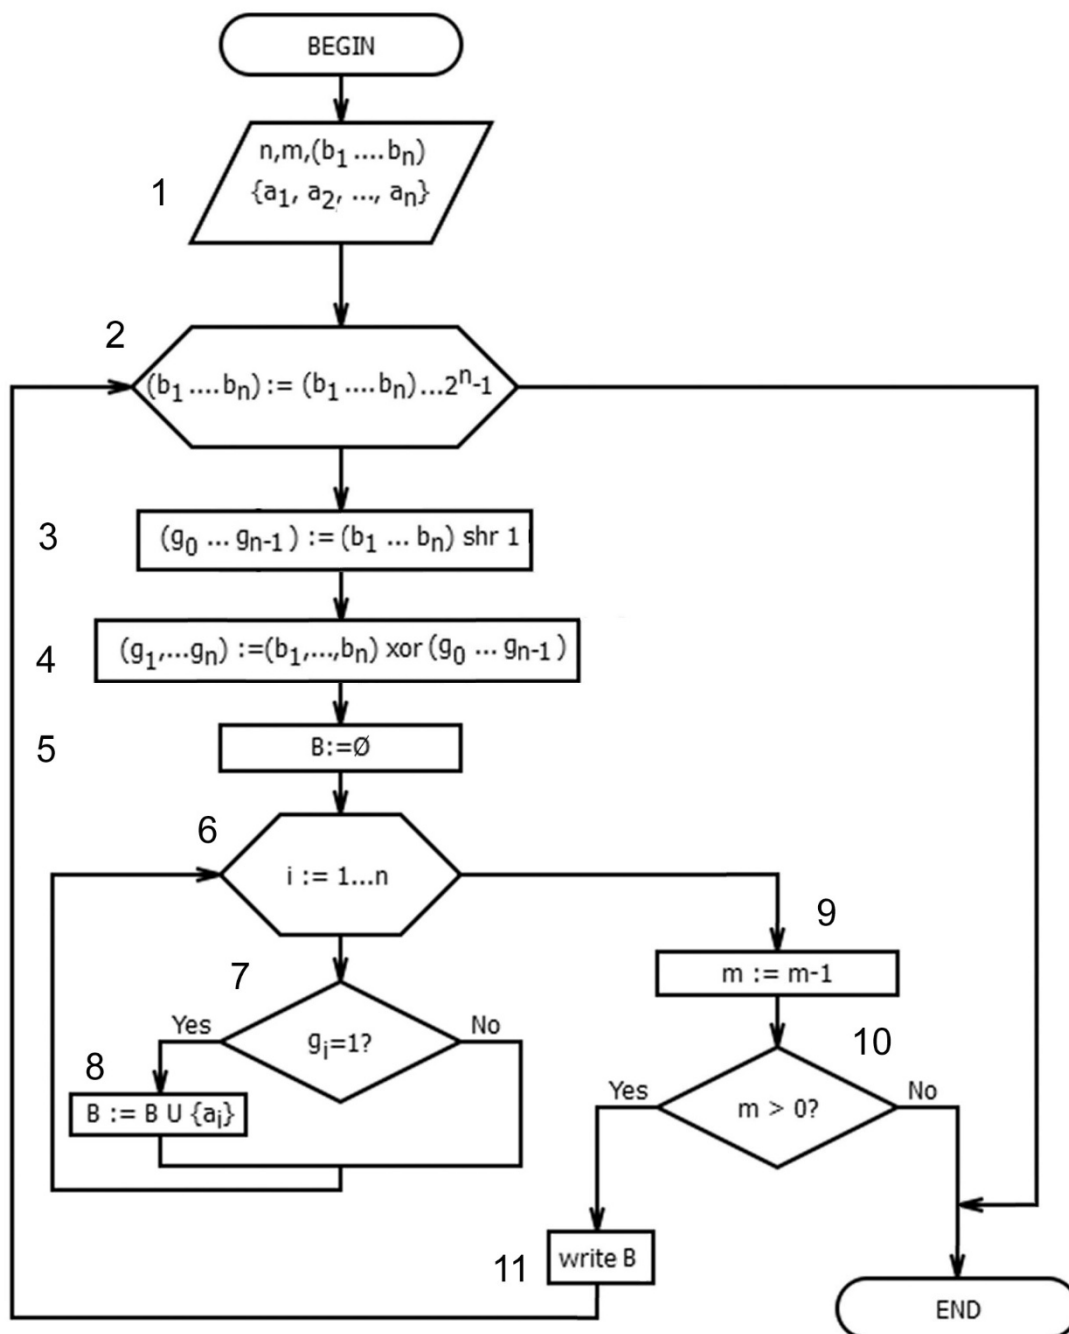 BEGIN
1
n,m,(b₁ ....bₙ)
{a₁, a₂, ..., aₙ}
2
(b₁ ....bₙ) := (b₁ ....bₙ)...2ⁿ-1
3
(g₀ ... gₙ₋₁) := (b₁ ... bₙ) shr 1
4
(g₁,...gₙ) :=(b₁,...,bₙ) xor (g₀ ... gₙ₋₁)
5
B:=Ø
6
i := 1...n
7
gᵢ=1?
Yes
No
8
B := B U {aᵢ}
9
m := m-1
10
m > 0?
Yes
No
11
write B
END